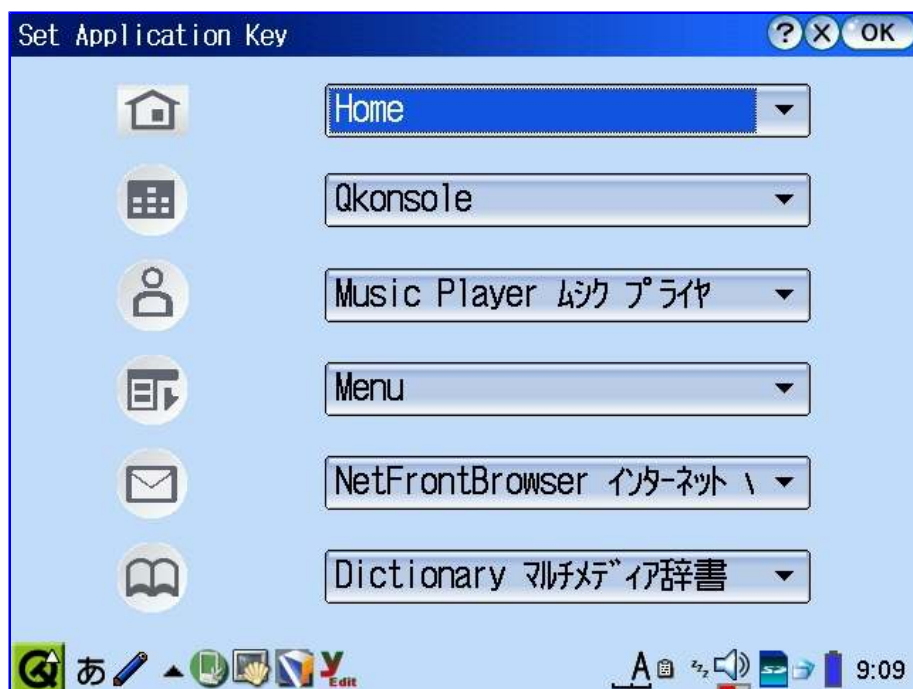 Set Application Key
? X OK
Home
Qkonsole
Music Player ムシク プライヤ
Menu
NetFrontBrowser インターネット
Dictionary マルチメディア辞書
あ
Edit
A
zzz
SD
9:09